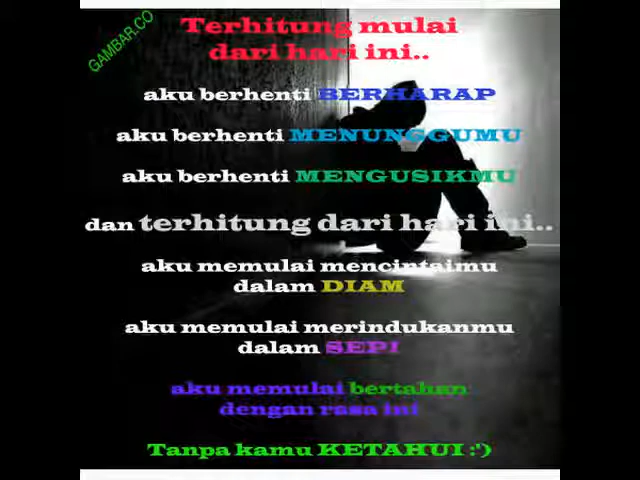 GAMBAR.CO
Terhitung mulai
dari hari ini..
aku berhenti BERHARAP
aku berhenti MENUNGGUMU
aku berhenti MENGUSIKMU
dan terhitung dari hari ini..
aku memulai mencintaimu
dalam DIAM
aku memulai merindukanmu
dalam SEPI
aku memulai bertahan
dengan rasa ini
Tanpa kamu KETAHUI :')